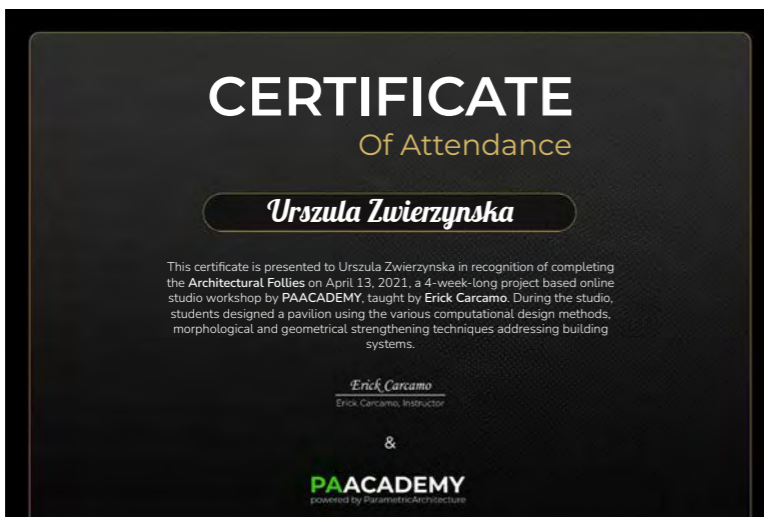 CERTIFICATE
Of Attendance
Urszula Zwierzynska
This certificate is presented to Urszula Zwierzynska in recognition of completing
the Architectural Follies on April 13, 2021, a 4-week-long project based online
studio workshop by PAACADEMY, taught by Erick Carcamo. During the studio,
students designed a pavilion using the various computational design methods,
morphological and geometrical strengthening techniques addressing building
systems.
Erick Carcamo
Erick Carcamo, Instructor
&
PAACADEMY
powered by ParametricArchitecture